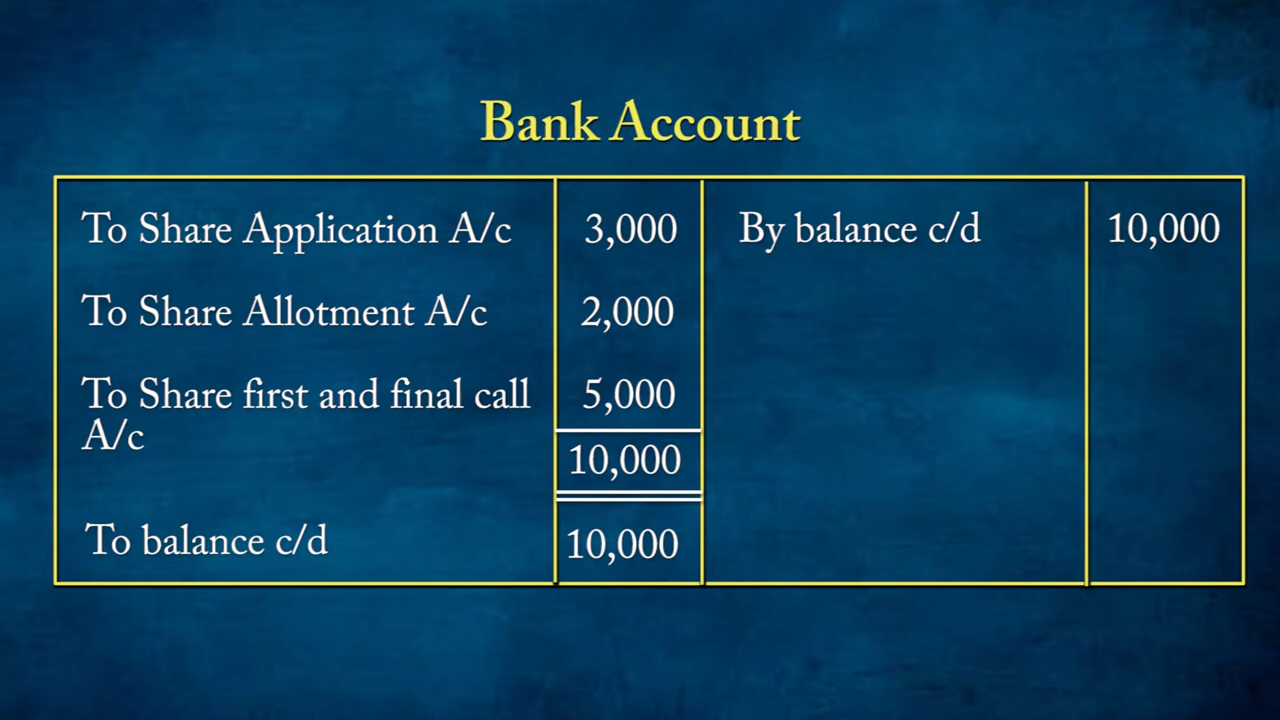 Bank Account
To Share Application A/c 3,000 By balance c/d 10,000
To Share Allotment A/c 2,000
To Share first and final call 5,000
A/c
10,000
To balance c/d 10,000